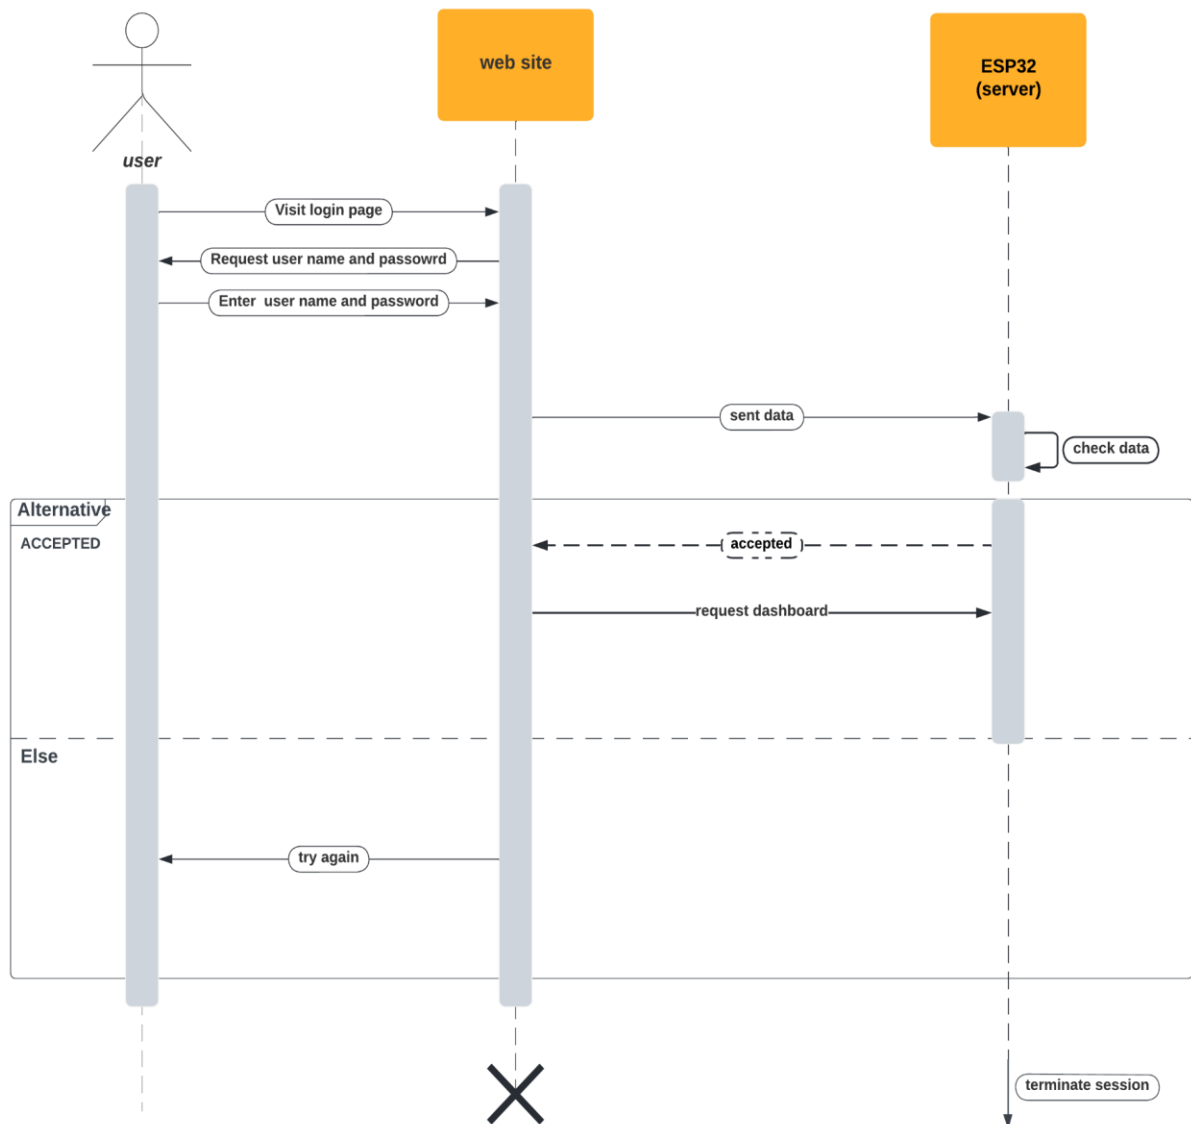 web site
ESP32
(server)
user
Visit login page
Request user name and passowrd
Enter  user name and password
sent data
check data
Alternative
ACCEPTED
accepted
request dashboard
Else
try again
terminate session